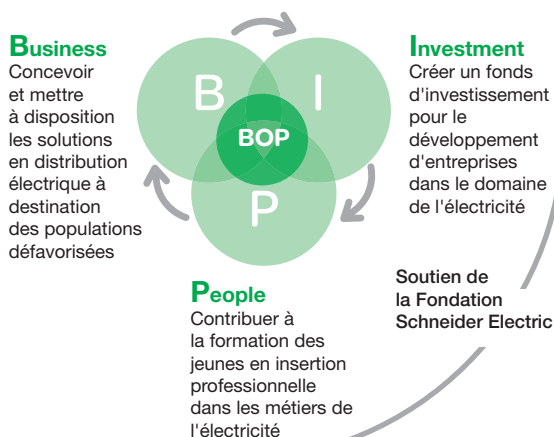 Business
Concevoir
et mettre
à disposition
les solutions
en distribution
électrique à
destination
des populations
défavorisées
B
I
BOP
P
Investment
Créer un fonds
d'investissement
pour le
développement
d'entreprises
dans le domaine
de l'électricité
People
Contribuer à
la formation des
jeunes en insertion
professionnelle
dans les métiers de
l'électricité
Soutien de
la Fondation
Schneider Electric